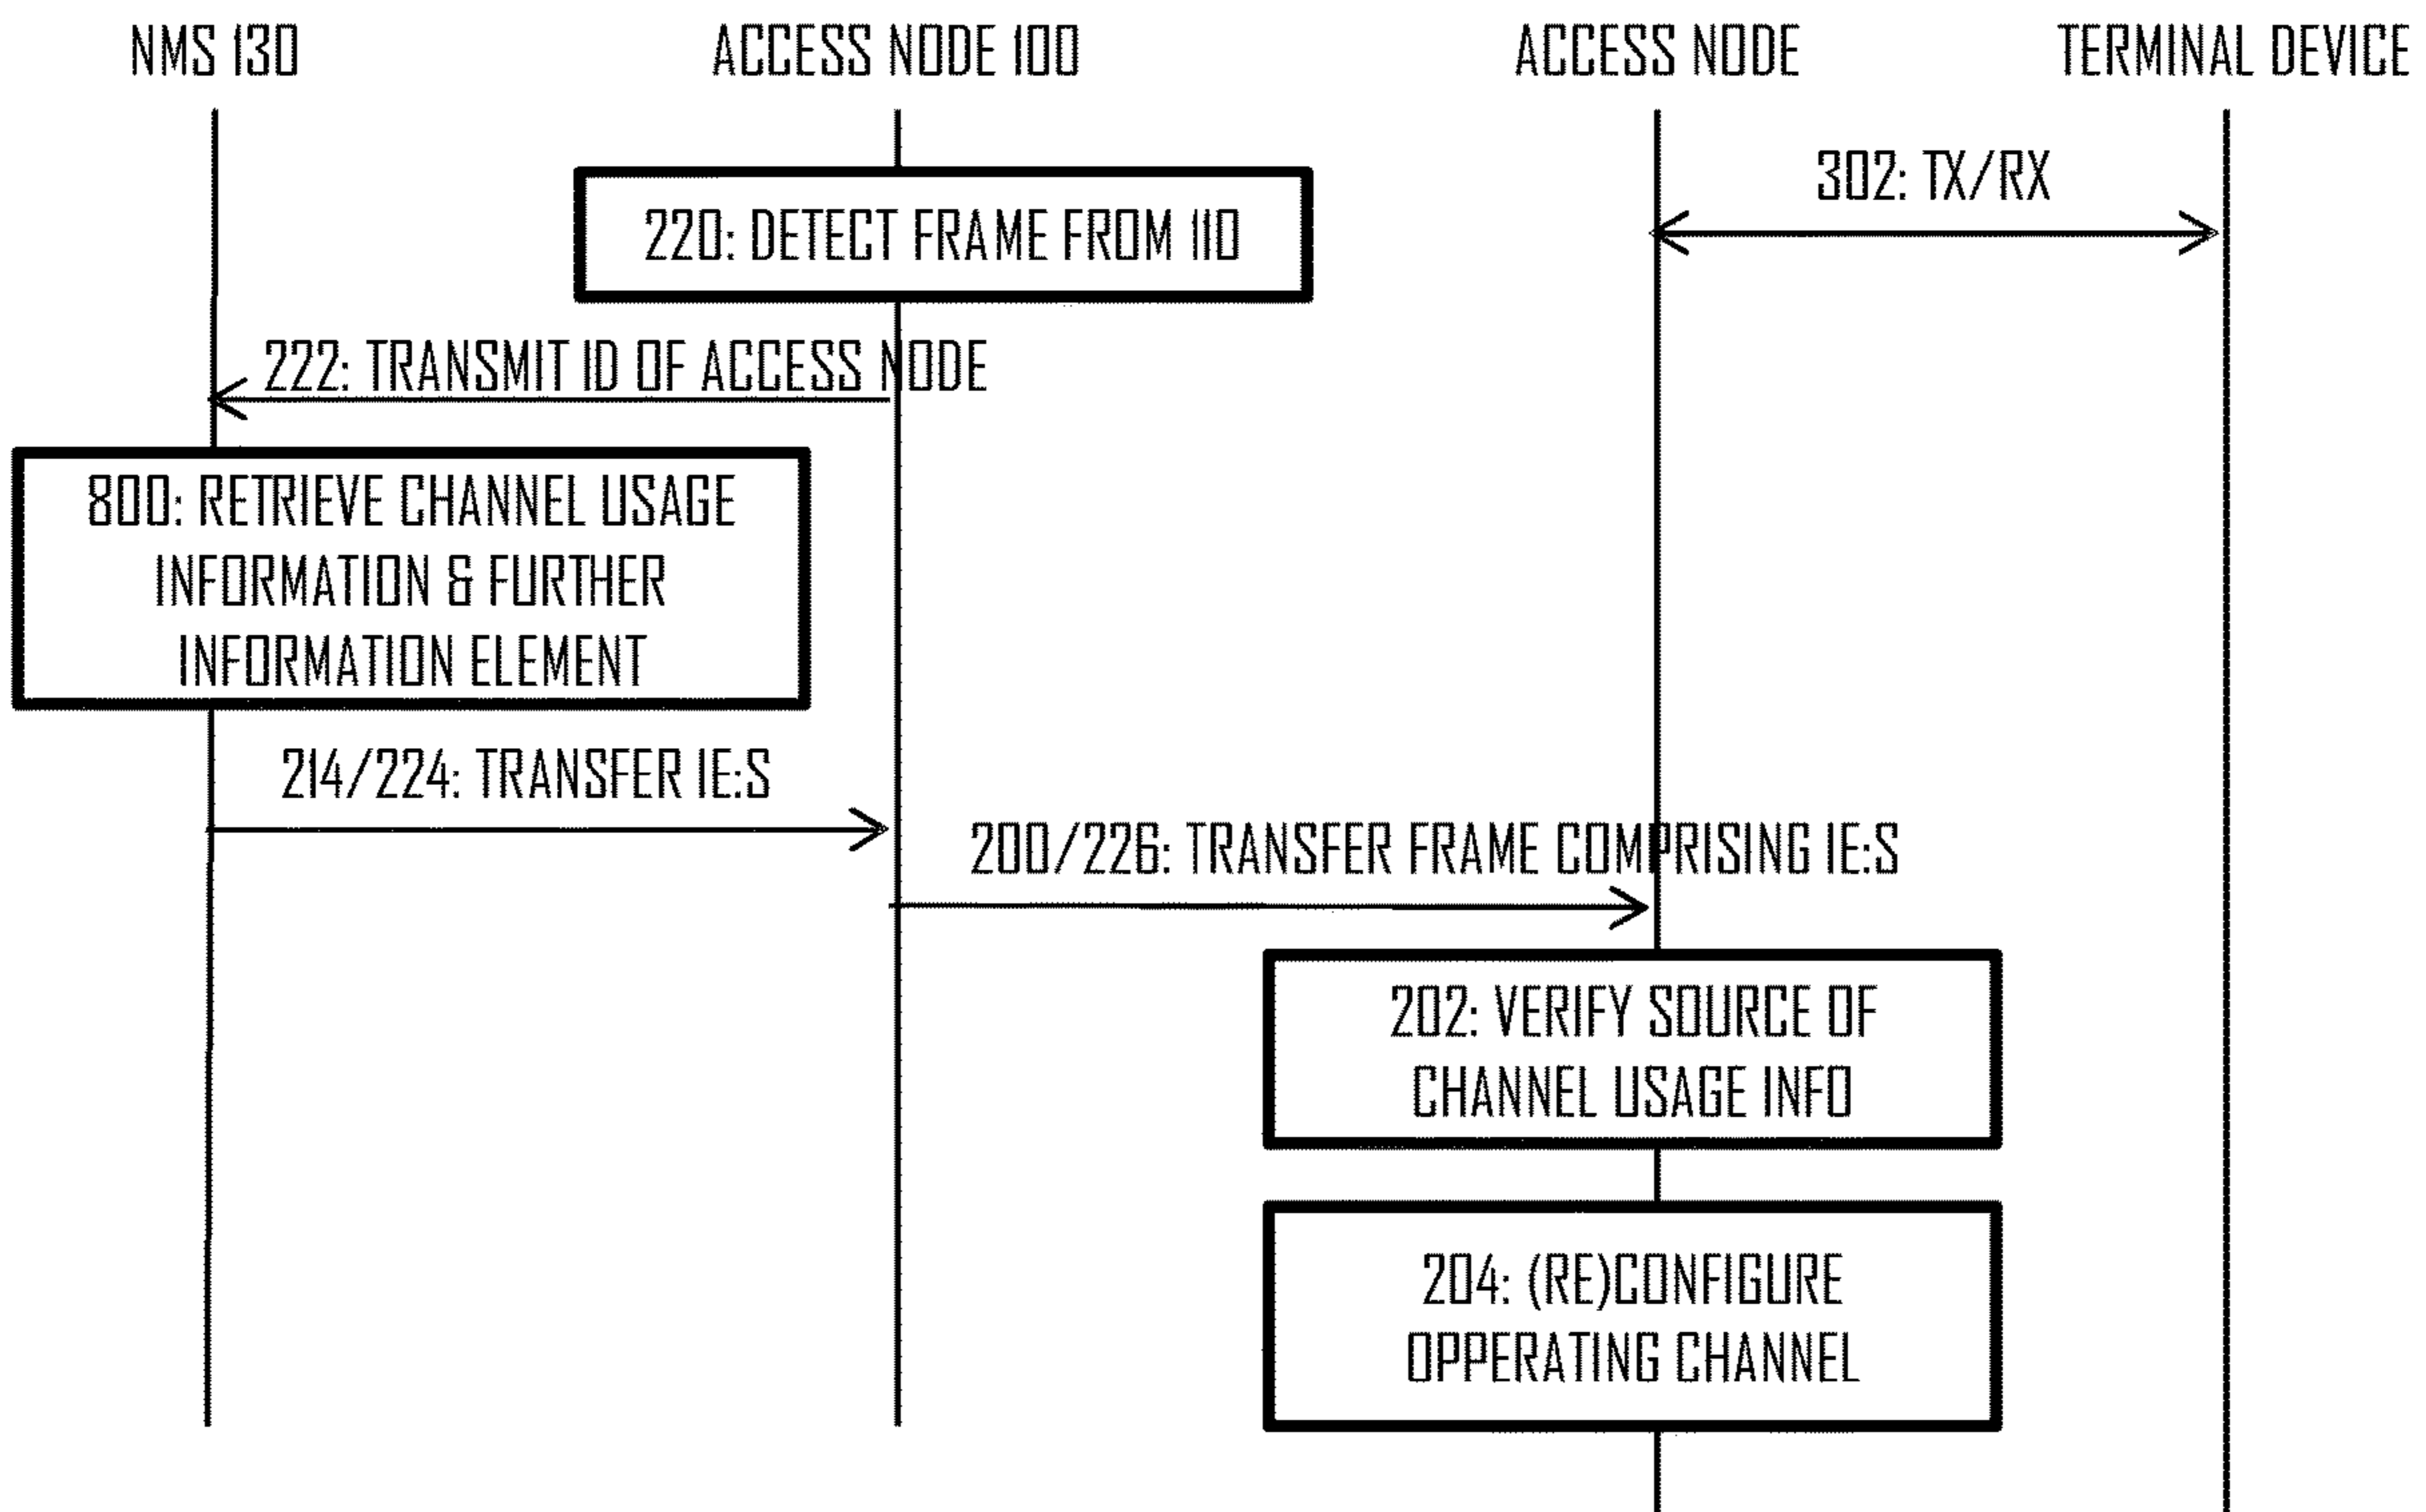 NMS 130
ACCESS NODE 100
ACCESS NODE
TERMINAL DEVICE
302: TX/RX
220: DETECT FRAME FROM 110
222: TRANSMIT ID OF ACCESS NODE
800: RETRIEVE CHANNEL USAGE
INFORMATION & FURTHER
INFORMATION ELEMENT
214/224: TRANSFER IE:S
200/226: TRANSFER FRAME COMPRISING IE:S
202: VERIFY SOURCE OF
CHANNEL USAGE INFO
204: (RE)CONFIGURE
OPPERATING CHANNEL